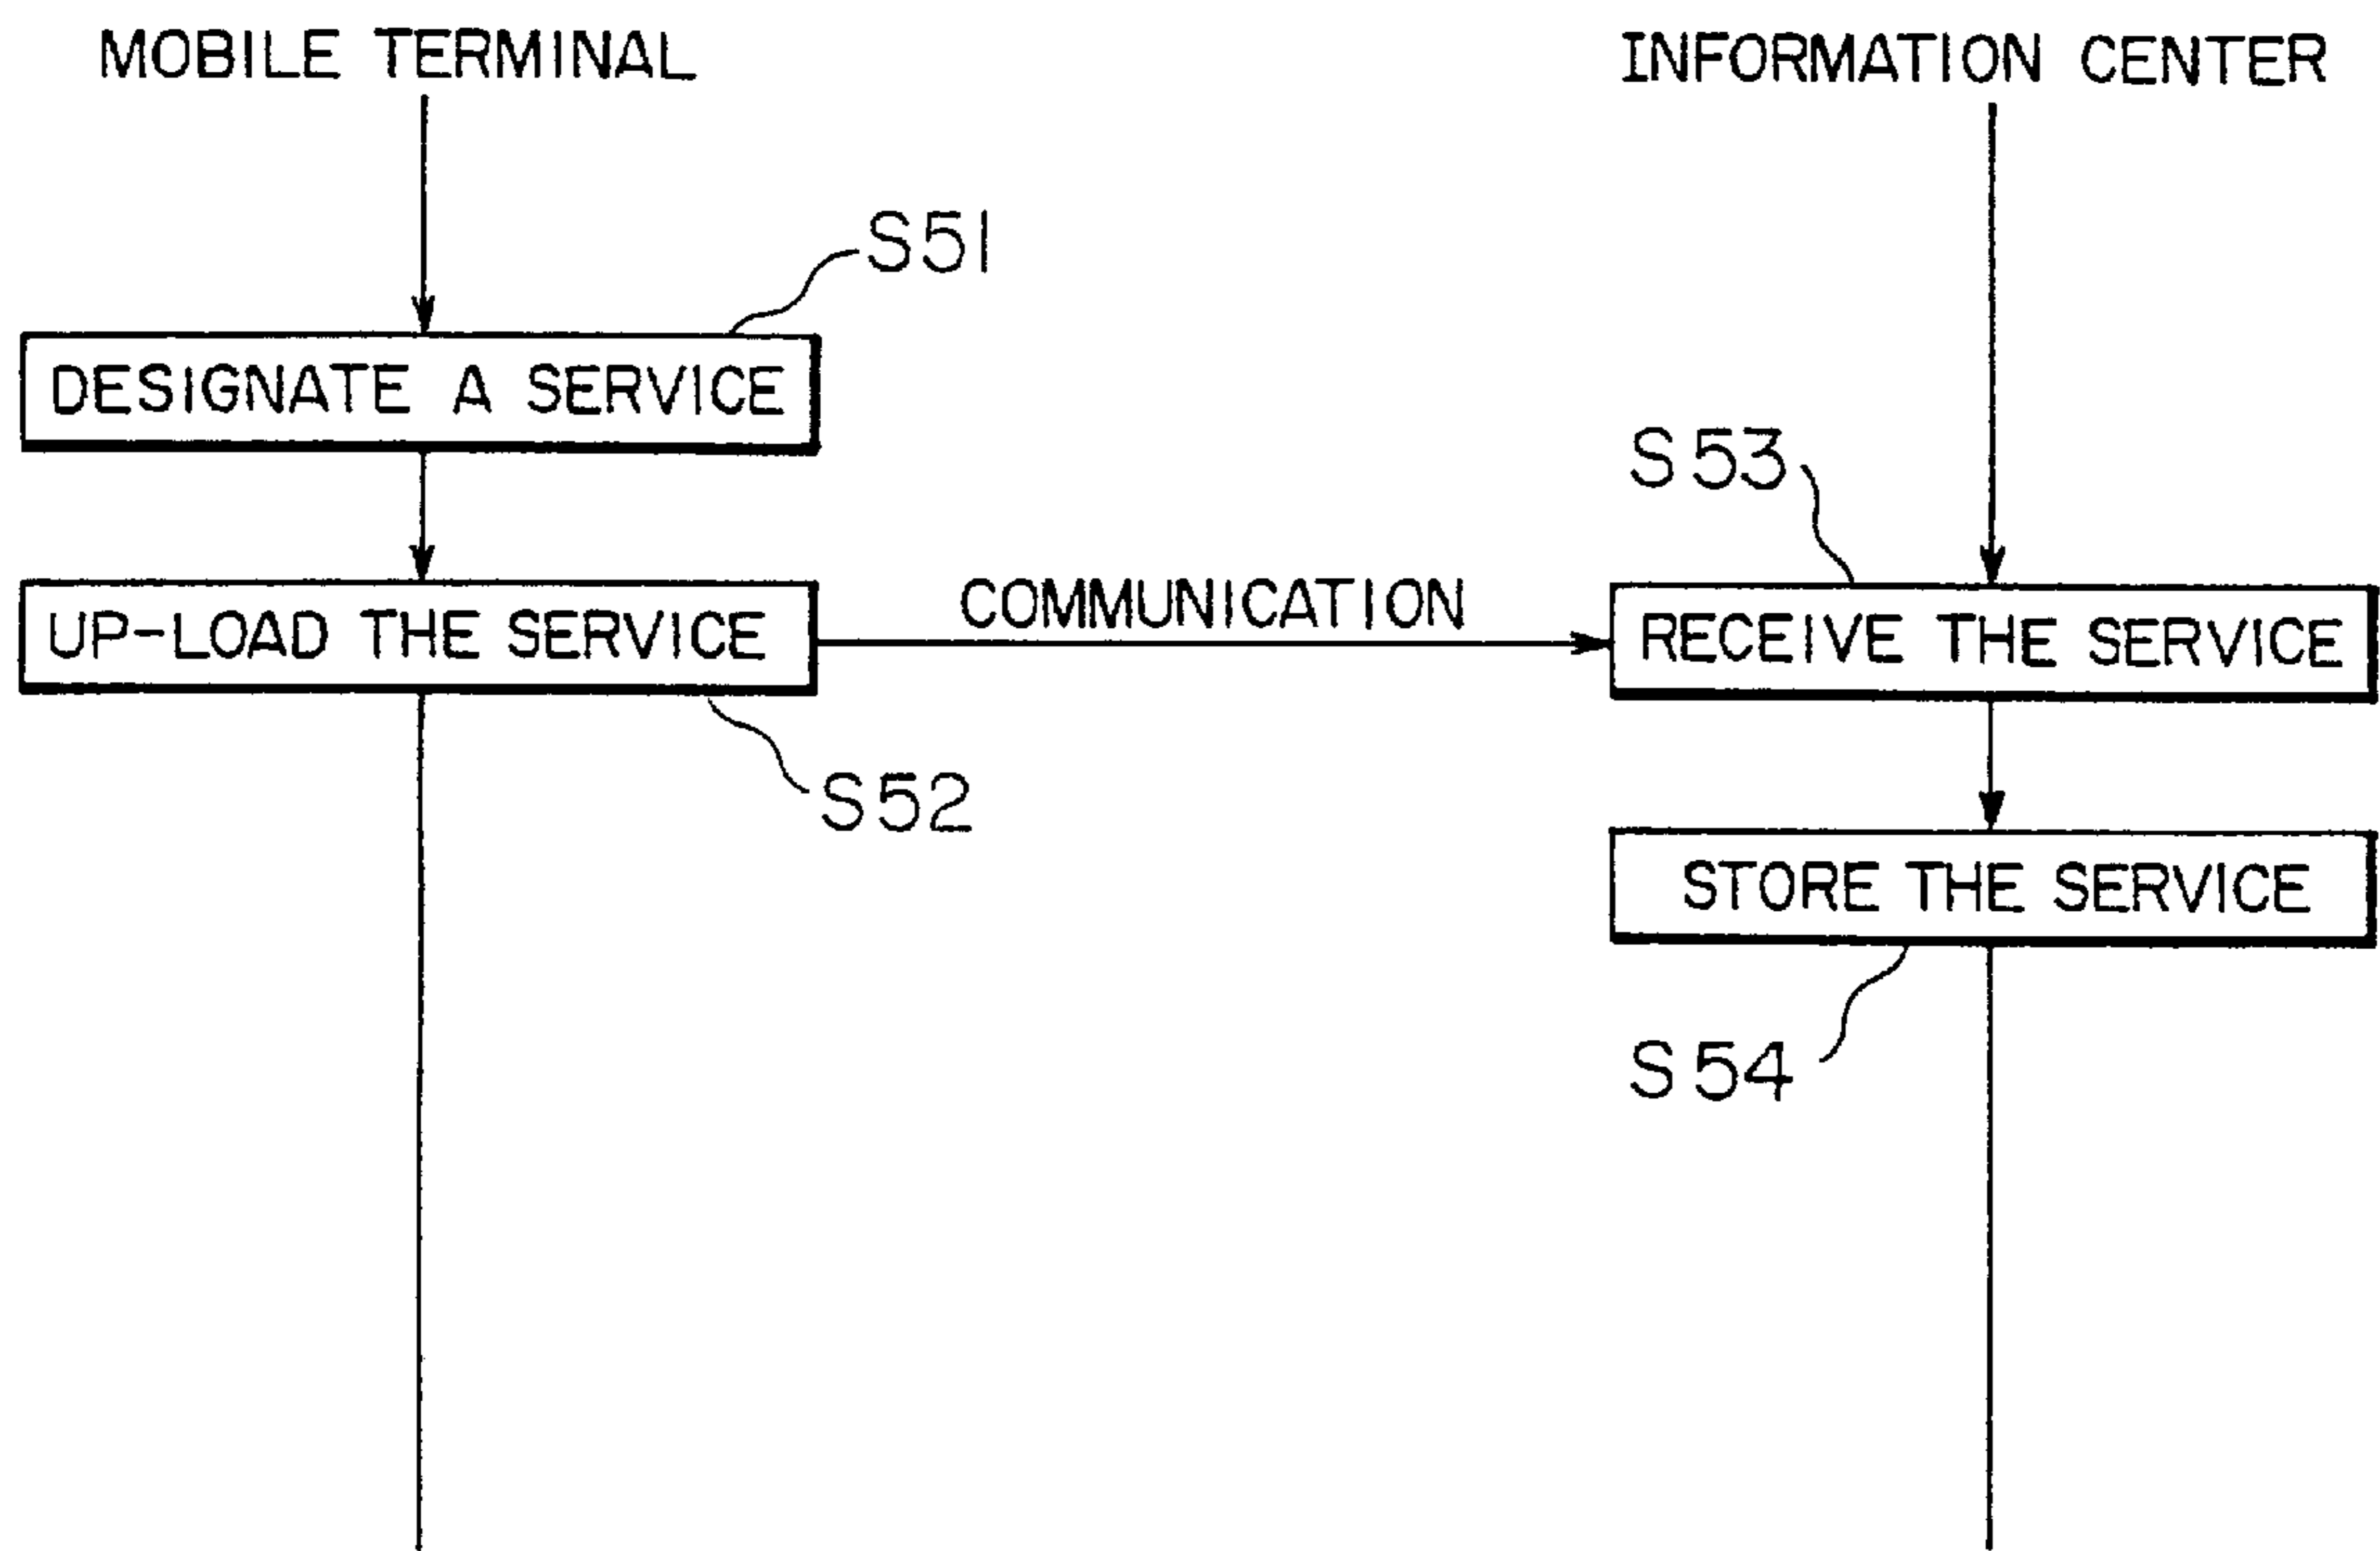 MOBILE TERMINAL
INFORMATION CENTER
S51
DESIGNATE A SERVICE
S53
UP-LOAD THE SERVICE
COMMUNICATION
RECEIVE THE SERVICE
S52
STORE THE SERVICE
S54